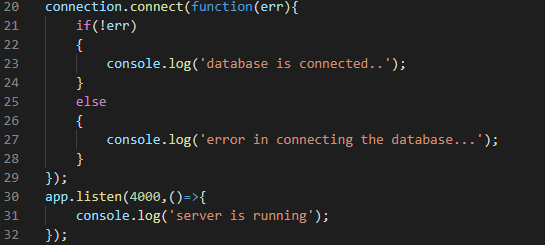 20 connection.connect(function(err){
21     if(!err)
22     {
23         console.log('database is connected..');
24     }
25     else
26     {
27         console.log('error in connecting the database...');
28     }
29 });
30 app.listen(4000,()=>{
31     console.log('server is running');
32 });